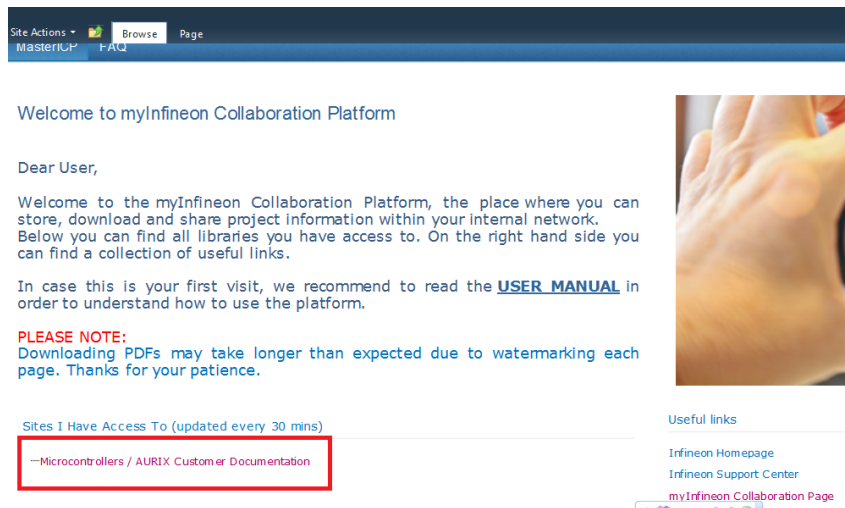 Site Actions
Browse
Page
MasterICP
FAQ
Welcome to myInfineon Collaboration Platform
Dear User,
Welcome to the myInfineon Collaboration Platform, the place where you can
store, download and share project information within your internal network.
Below you can find all libraries you have access to. On the right hand side you
can find a collection of useful links.
In case this is your first visit, we recommend to read the USER MANUAL in
order to understand how to use the platform.
PLEASE NOTE:
Downloading PDFs may take longer than expected due to watermarking each
page. Thanks for your patience.
Sites I Have Access To (updated every 30 mins)
Microcontrollers / AURIX Customer Documentation
Useful links
Infineon Homepage
Infineon Support Center
myInfineon Collaboration Page